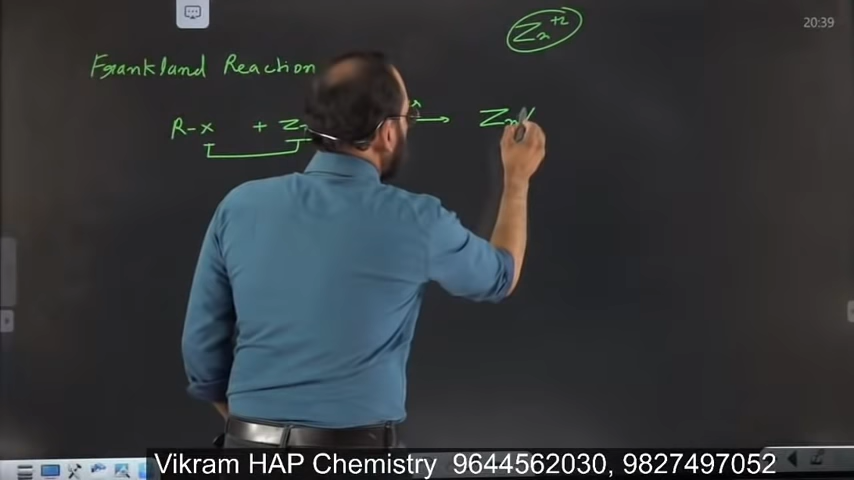 Zn+2
20:39
Frankland Reaction
R-x + Zn → Zn
Vikram HAP Chemistry 9644562030, 9827497052